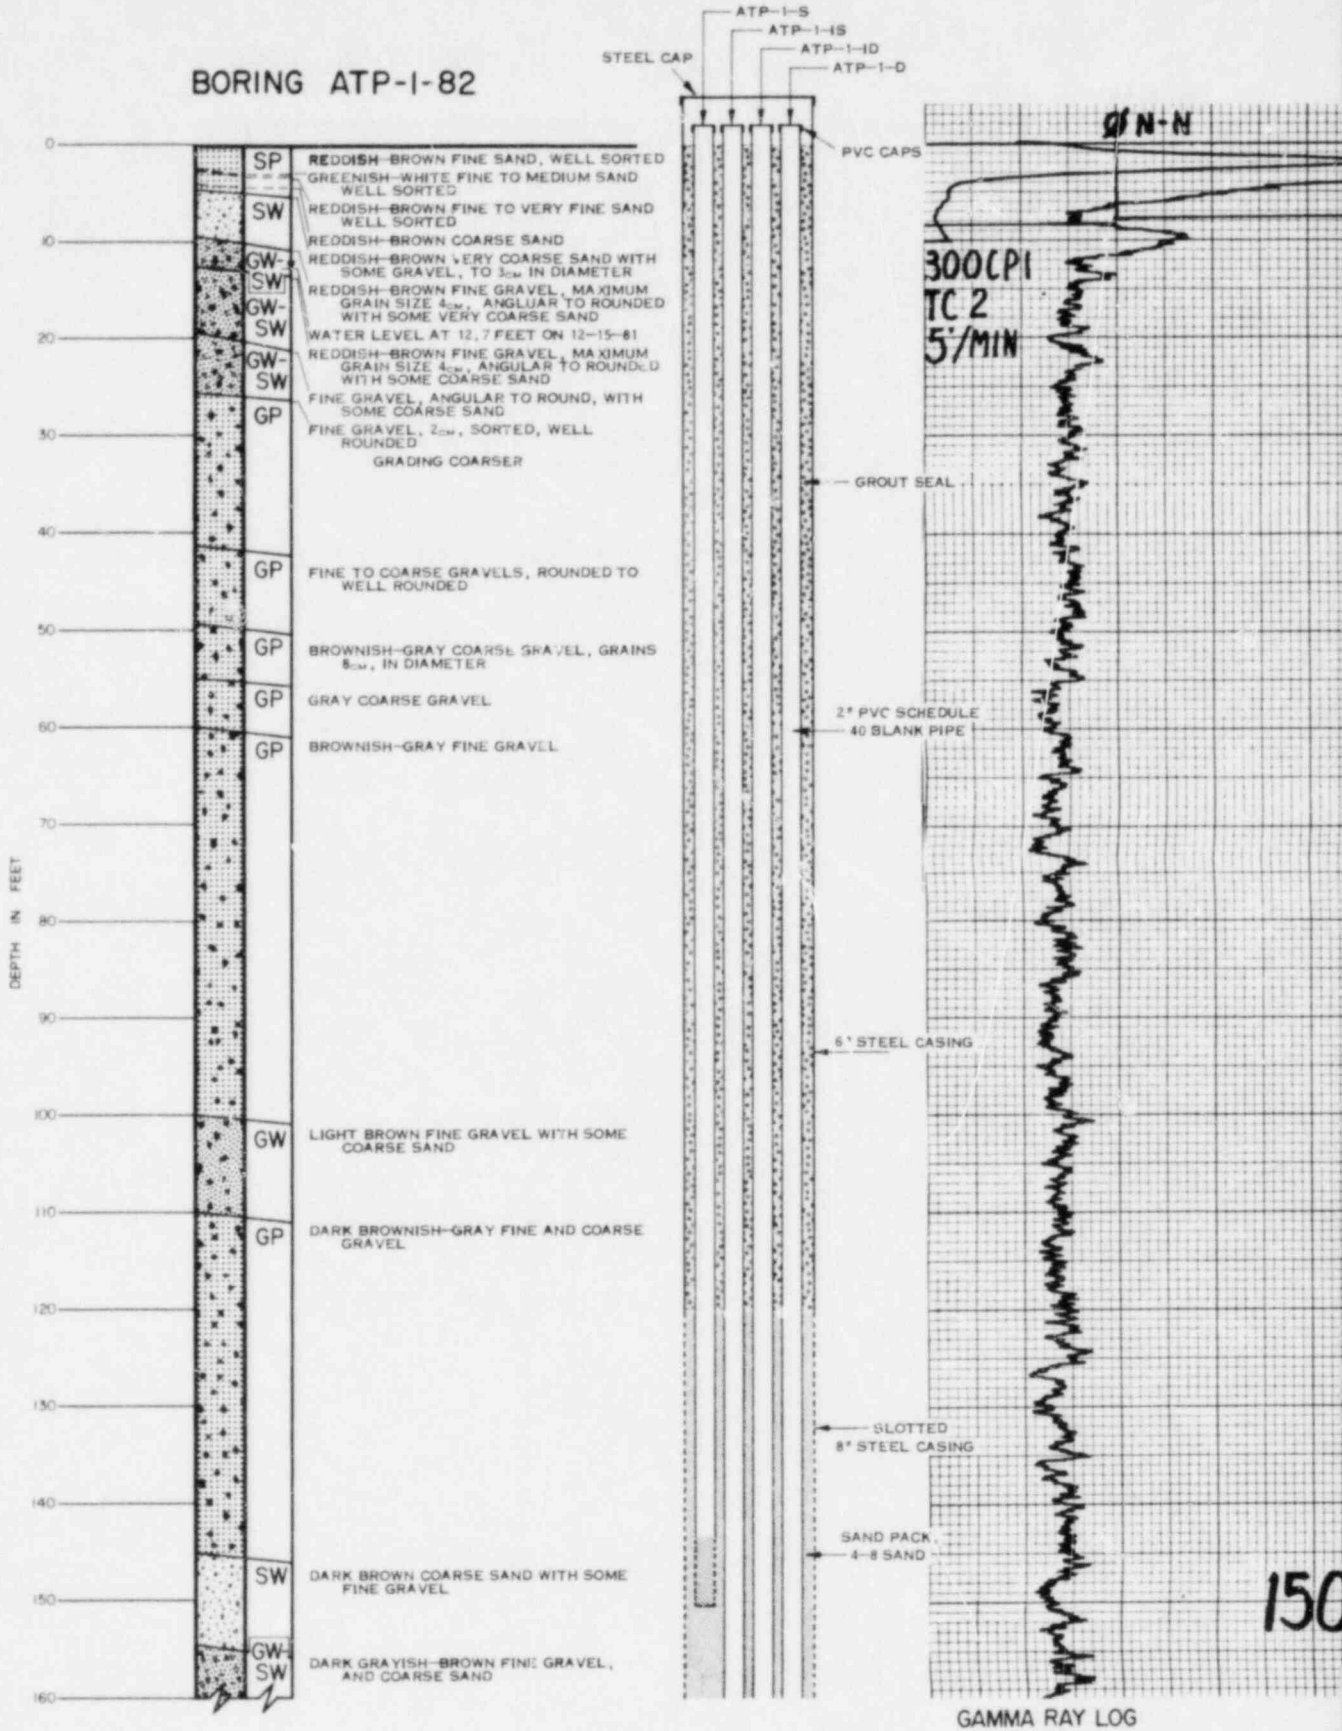 ATP-1-S
ATP-1-IS
ATP-1-ID
ATP-1-D
STEEL CAP
BORING ATP-1-82
PVC CAPS
Ø N-N
0
SP
REDDISH-BROWN FINE SAND, WELL SORTED
GREENISH-WHITE FINE TO MEDIUM SAND
WELL SORTED
SW
REDDISH-BROWN FINE TO VERY FINE SAND
WELL SORTED
10
REDDISH-BROWN COARSE SAND
GW-
SW
REDDISH-BROWN VERY COARSE SAND WITH
SOME GRAVEL, TO 3CM IN DIAMETER
REDDISH-BROWN FINE GRAVEL, MAXIMUM
GRAIN SIZE 4CM, ANGLUAR TO ROUNDED
WITH SOME VERY COARSE SAND
GW-
SW
WATER LEVEL AT 12.7 FEET ON 12-15-81
20
GW-
SW
REDDISH-BROWN FINE GRAVEL, MAXIMUM
GRAIN SIZE 4CM, ANGULAR TO ROUNDED
WITH SOME COARSE SAND
FINE GRAVEL, ANGULAR TO ROUND, WITH
SOME COARSE SAND
GP
FINE GRAVEL, 2CM, SORTED, WELL
ROUNDED
30
GRADING COARSER
300CPI
TC 2
5'/MIN
GROUT SEAL
40
GP
FINE TO COARSE GRAVELS, ROUNDED TO
WELL ROUNDED
50
GP
BROWNISH-GRAY COARSE GRAVEL, GRAINS
8CM, IN DIAMETER
GP
GRAY COARSE GRAVEL
60
GP
BROWNISH-GRAY FINE GRAVEL
2" PVC SCHEDULE
40 BLANK PIPE
70
DEPTH IN FEET
80
90
6" STEEL CASING
100
GW
LIGHT BROWN FINE GRAVEL WITH SOME
COARSE SAND
110
GP
DARK BROWNISH-GRAY FINE AND COARSE
GRAVEL
120
130
SLOTTED
8" STEEL CASING
140
SAND PACK,
4-8 SAND
SW
DARK BROWN COARSE SAND WITH SOME
FINE GRAVEL
150
150
GW-
SW
DARK GRAYISH-BROWN FINE GRAVEL,
AND COARSE SAND
160
GAMMA RAY LOG